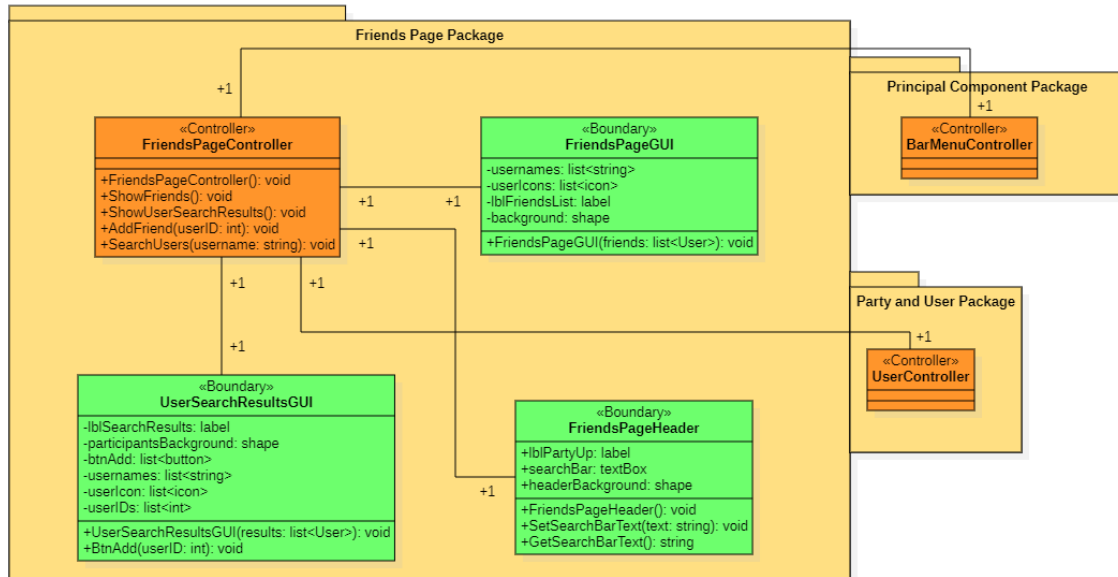 Friends Page Package
+1
Principal Component Package
+1
«Controller»
FriendsPageController
+FriendsPageController(): void
+ShowFriends(): void
+ShowUserSearchResults(): void
+AddFriend(userID: int): void
+SearchUsers(username: string): void
«Boundary»
FriendsPageGUI
-usernames: list<string>
-userIcons: list<icon>
-lblFriendsList: label
-background: shape
+FriendsPageGUI(friends: list<User>): void
«Controller»
BarMenuController
+1
+1
+1
+1
+1
Party and User Package
+1
+1
«Controller»
UserController
«Boundary»
UserSearchResultsGUI
-lblSearchResults: label
-participantsBackground: shape
-btnAdd: list<button>
-usernames: list<string>
-userIcon: list<icon>
-userIDs: list<int>
+UserSearchResultsGUI(results: list<User>): void
+BtnAdd(userID: int): void
«Boundary»
FriendsPageHeader
+lblPartyUp: label
+searchBar: textBox
+headerBackground: shape
+FriendsPageHeader(): void
+SetSearchBarText(text: string): void
+GetSearchBarText(): string
+1